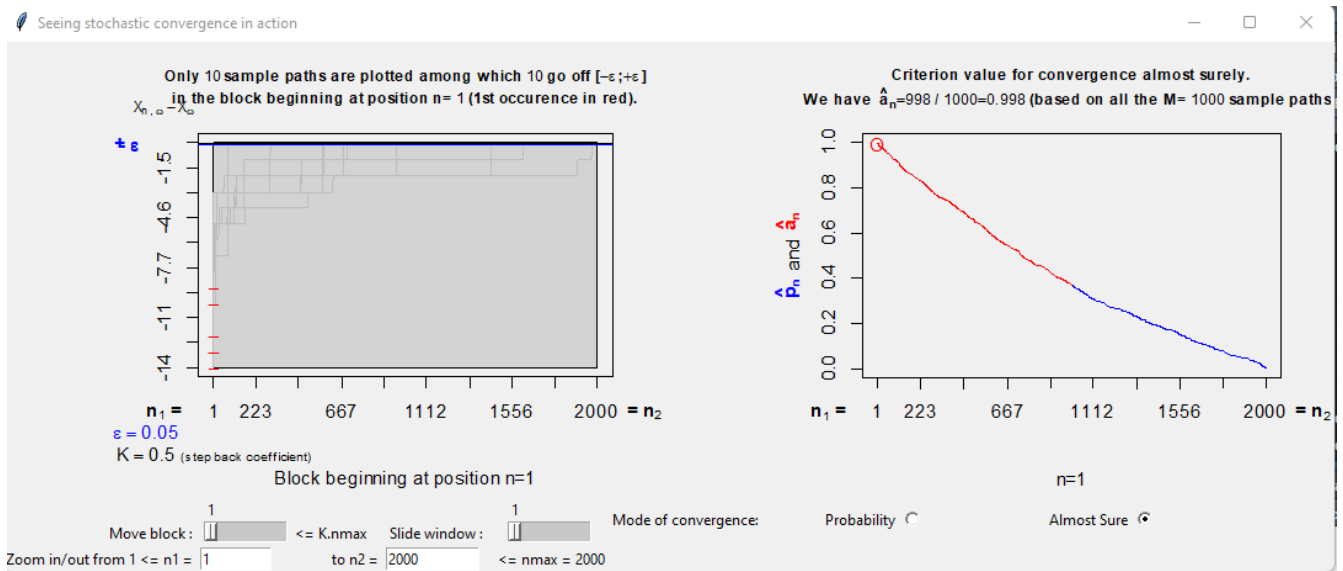 Seeing stochastic convergence in action
Only 10 sample paths are plotted among which 10 go off [−ε;+ε]
in the block beginning at position n= 1 (1st occurence in red).
Xn,ω−Xω
+ ε
-1.5
-4.6
-7.7
-11
-14
n1 = 1 223 667 1112 1556 2000 = n2
ε = 0.05
K = 0.5 (step back coefficient)
Block beginning at position n=1
Criterion value for convergence almost surely.
We have ân=998 / 1000=0.998 (based on all the M= 1000 sample paths
p̂n and ân
1.0
0.8
0.6
0.4
0.2
0.0
n1 = 1 223 667 1112 1556 2000 = n2
n=1
1 1
Move block : <= K.nmax Slide window : Mode of convergence: Probability Almost Sure
Zoom in/out from 1 <= n1 = 1 to n2 = 2000 <= nmax = 2000